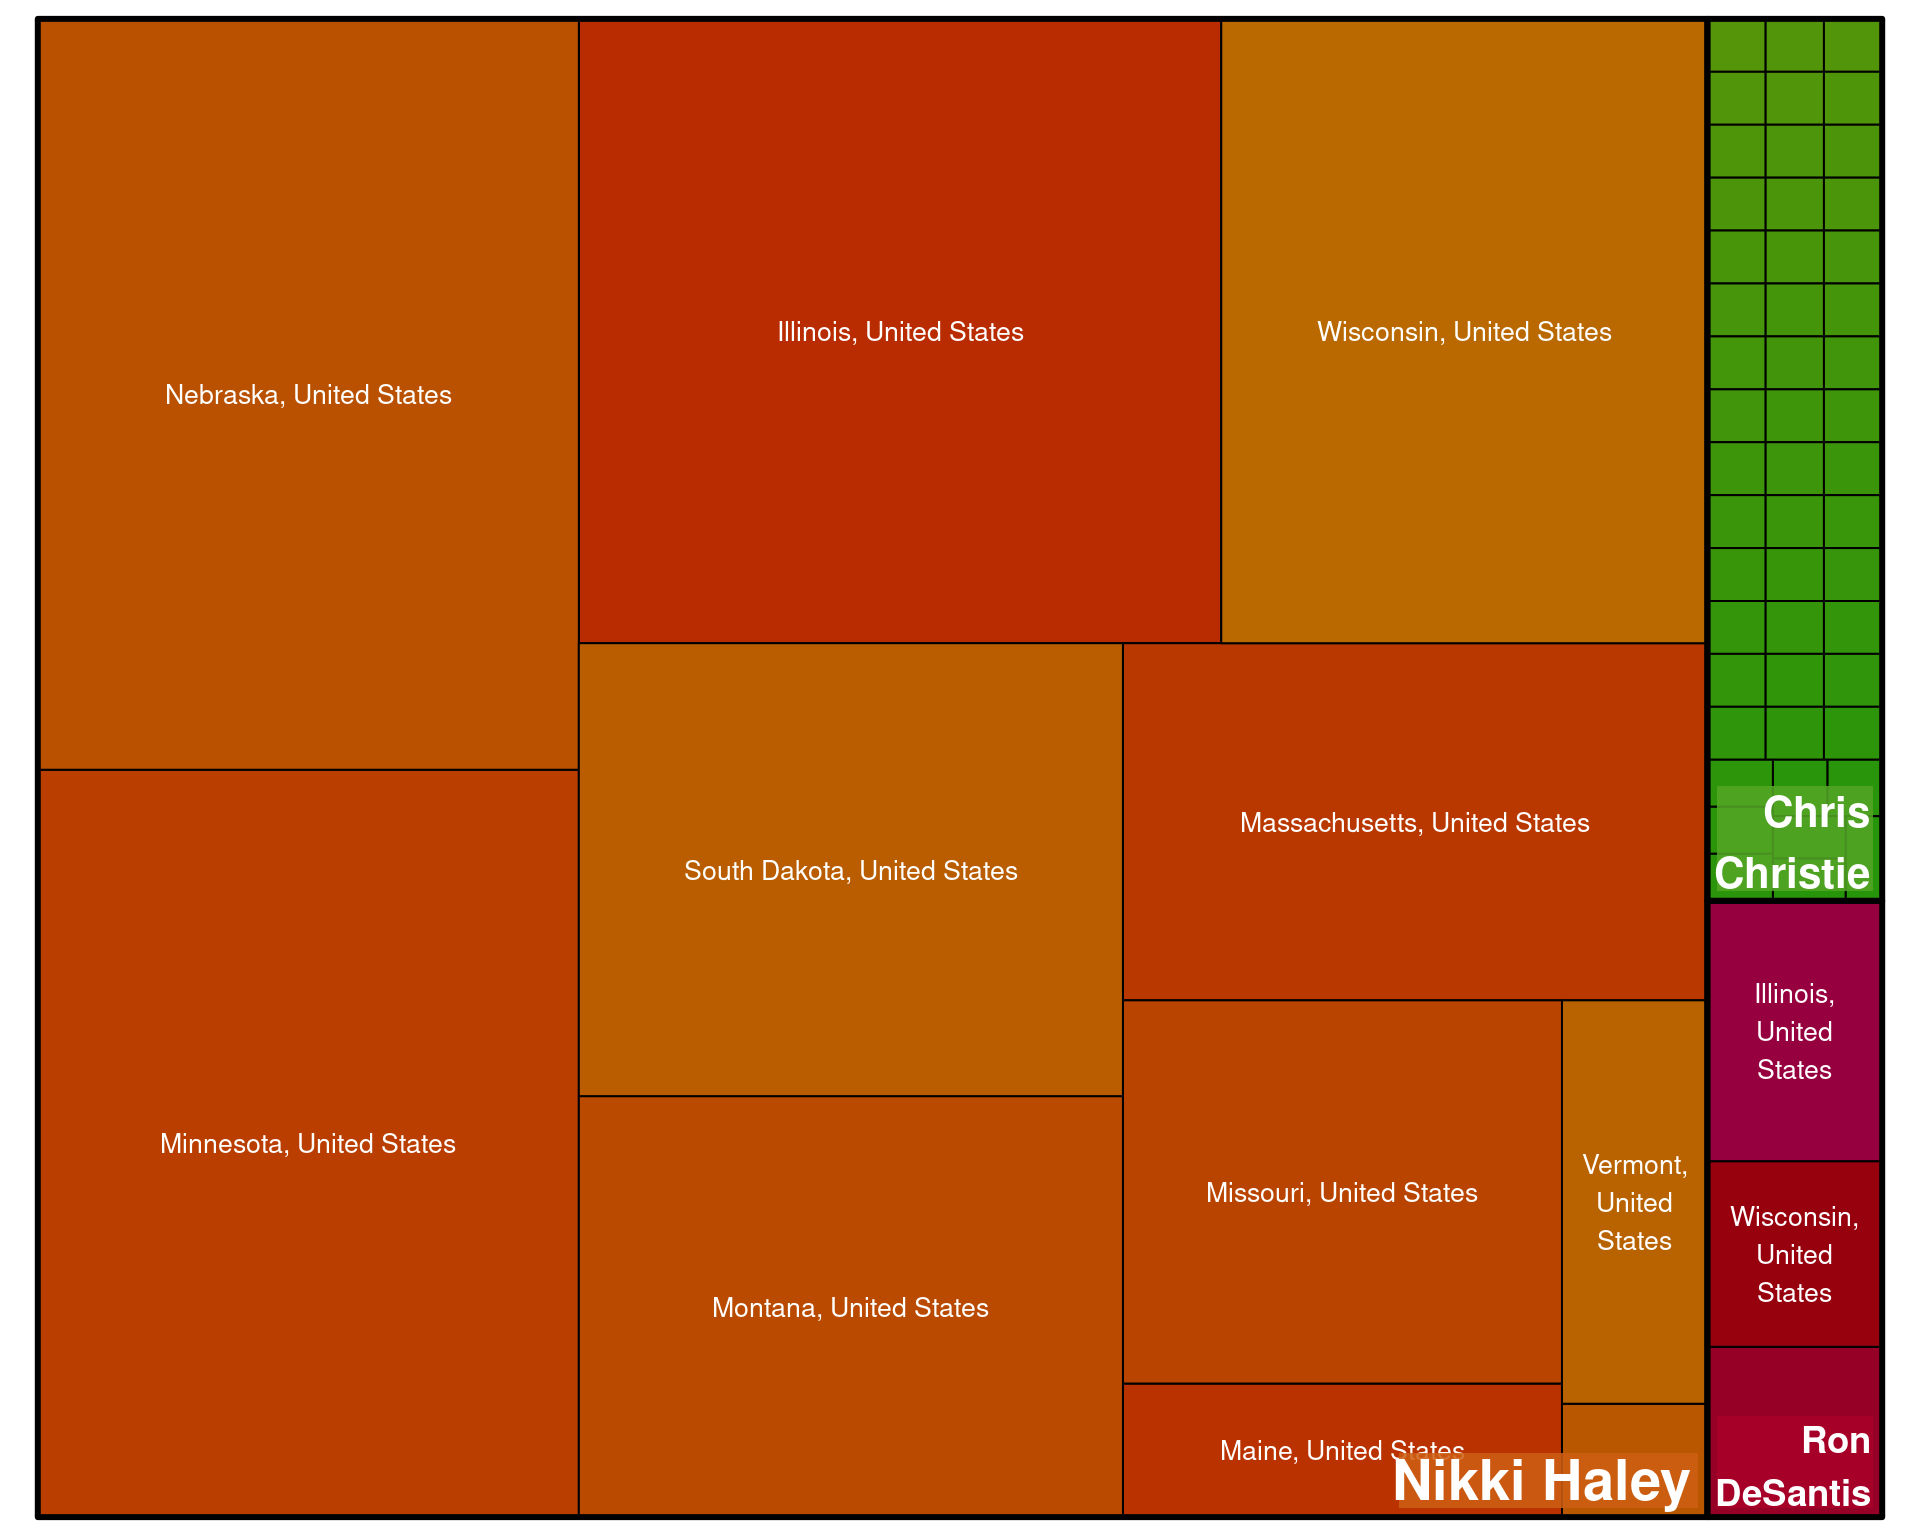 Nebraska, United States
Illinois, United States
Wisconsin, United States
South Dakota, United States
Massachusetts, United States
Minnesota, United States
Montana, United States
Missouri, United States
Vermont,
United
States
Maine, United States
Nikki Haley
Chris
Christie
Illinois,
United
States
Wisconsin,
United
States
Ron
DeSantis